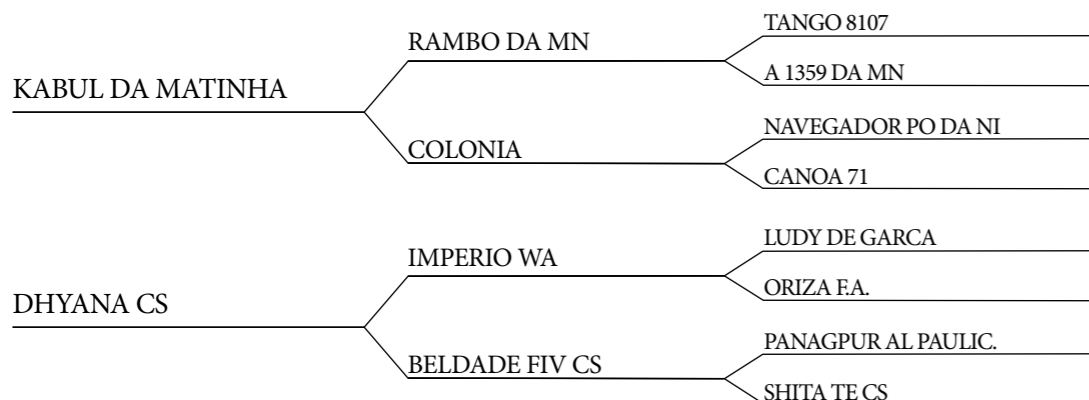 TANGO 8107
RAMBO DA MN
A 1359 DA MN
KABUL DA MATINHA
NAVEGADOR PO DA NI
COLONIA
CANOA 71
LUDY DE GARCA
IMPERIO WA
ORIZA F.A.
DHYANA CS
PANAGPUR AL PAULIC.
BELDADE FIV CS
SHITA TE CS